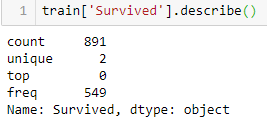 1 train['Survived'].describe()
count 891
unique 2
top 0
freq 549
Name: Survived, dtype: object